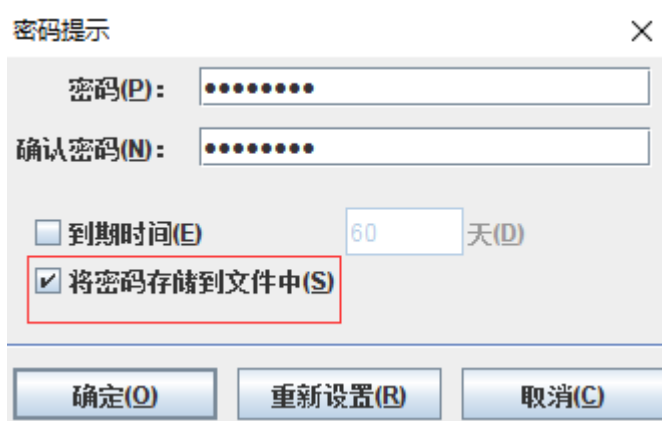 密码提示
密码(P): ••••••••
确认密码(N): ••••••••
到期时间(E) 60 天(D)
将密码存储到文件中(S)
确定(O) 重新设置(R) 取消(C)